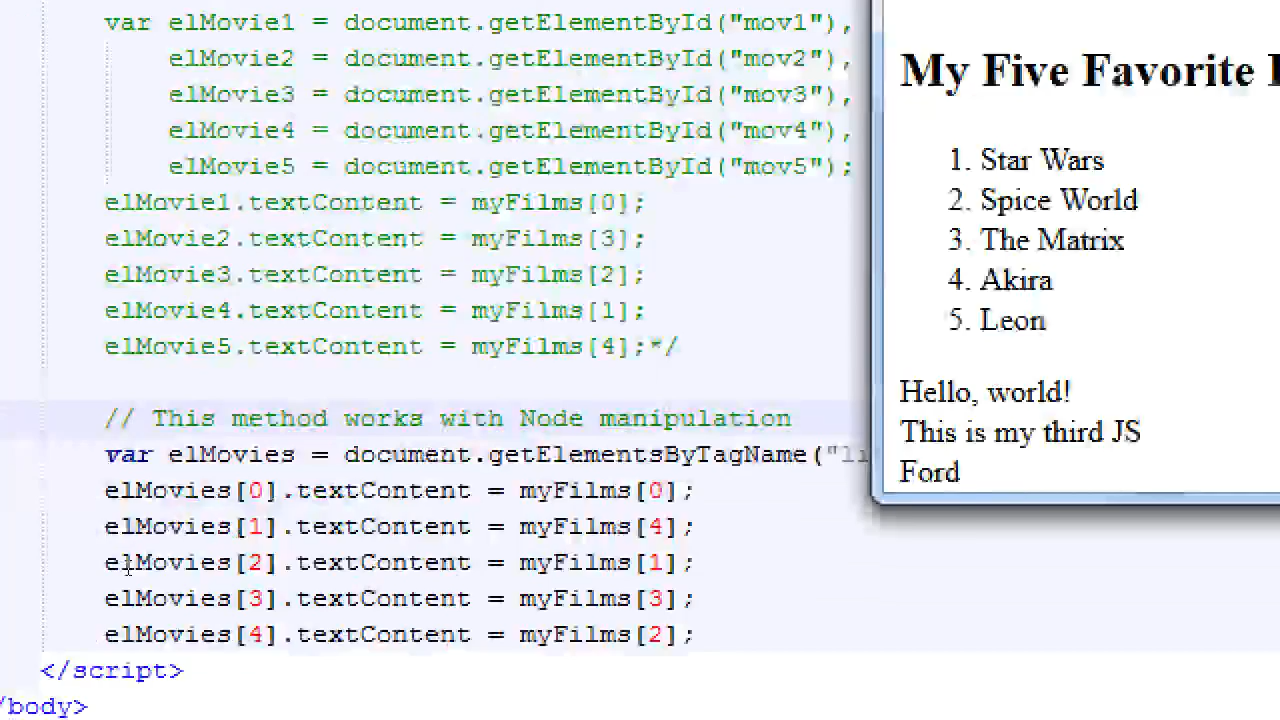 var elMovie1 = document.getElementById("mov1"),
elMovie2 = document.getElementById("mov2"),
elMovie3 = document.getElementById("mov3"),
elMovie4 = document.getElementById("mov4"),
elMovie5 = document.getElementById("mov5");
elMovie1.textContent = myFilms[0];
elMovie2.textContent = myFilms[3];
elMovie3.textContent = myFilms[2];
elMovie4.textContent = myFilms[1];
elMovie5.textContent = myFilms[4];*/
// This method works with Node manipulation
var elMovies = document.getElementsByTagName("li
elMovies[0].textContent = myFilms[0];
elMovies[1].textContent = myFilms[4];
elMovies[2].textContent = myFilms[1];
elMovies[3].textContent = myFilms[3];
elMovies[4].textContent = myFilms[2];
</script>
/body>
My Five Favorite
1. Star Wars
2. Spice World
3. The Matrix
4. Akira
5. Leon
Hello, world!
This is my third JS
Ford